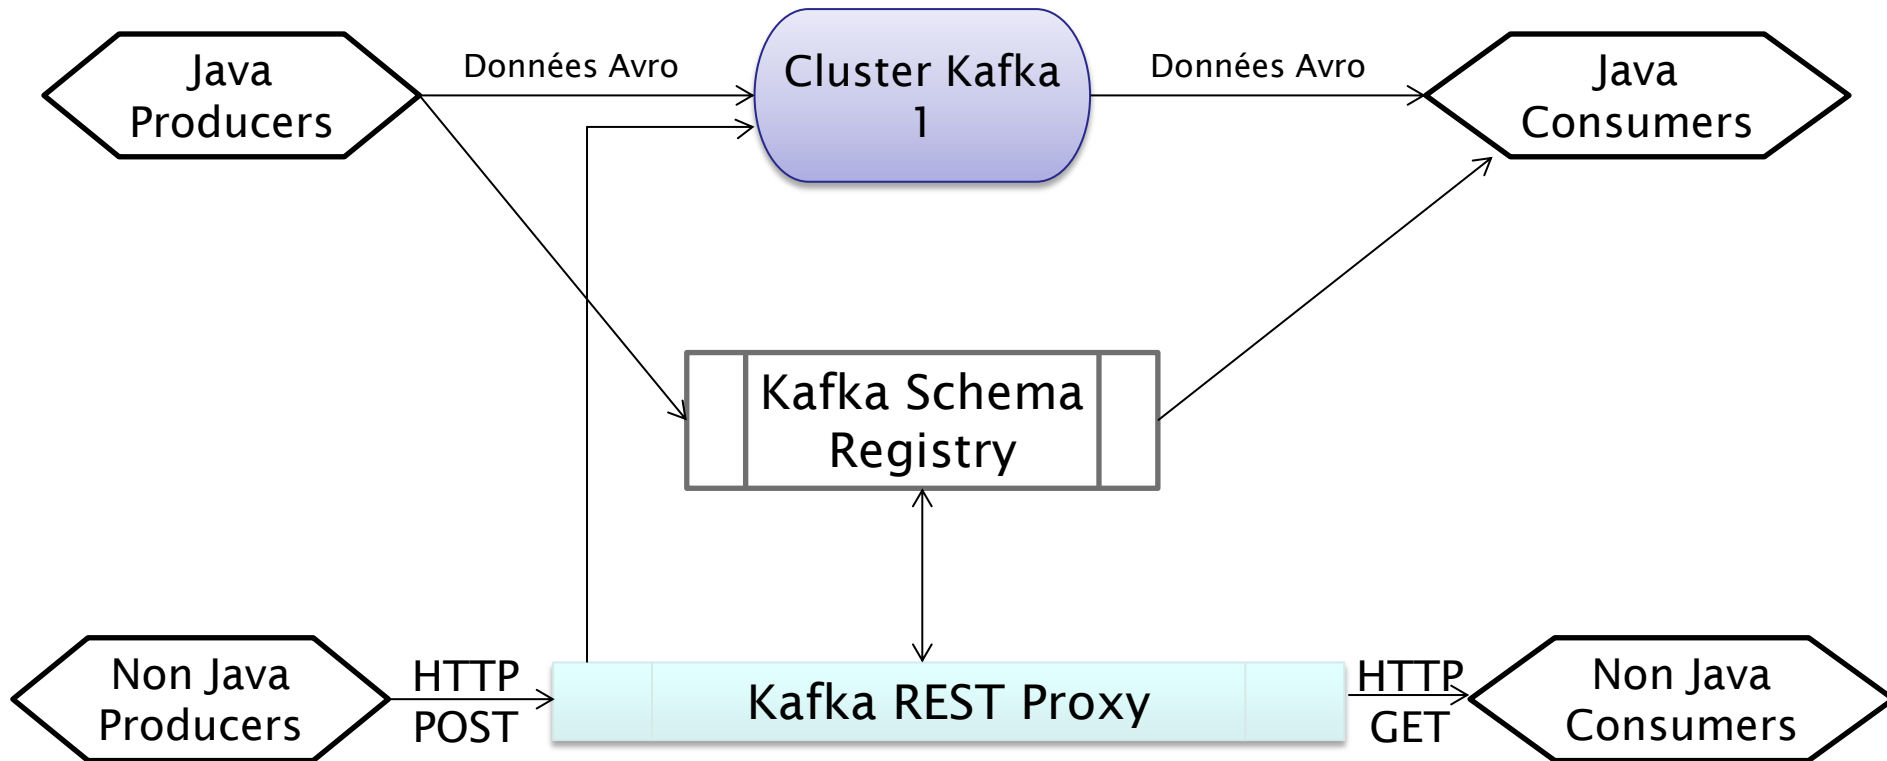 Java
Producers
Données Avro
Cluster Kafka
1
Données Avro
Java
Consumers
Kafka Schema
Registry
Non Java
Producers
HTTP
POST
Kafka REST Proxy
HTTP
GET
Non Java
Consumers